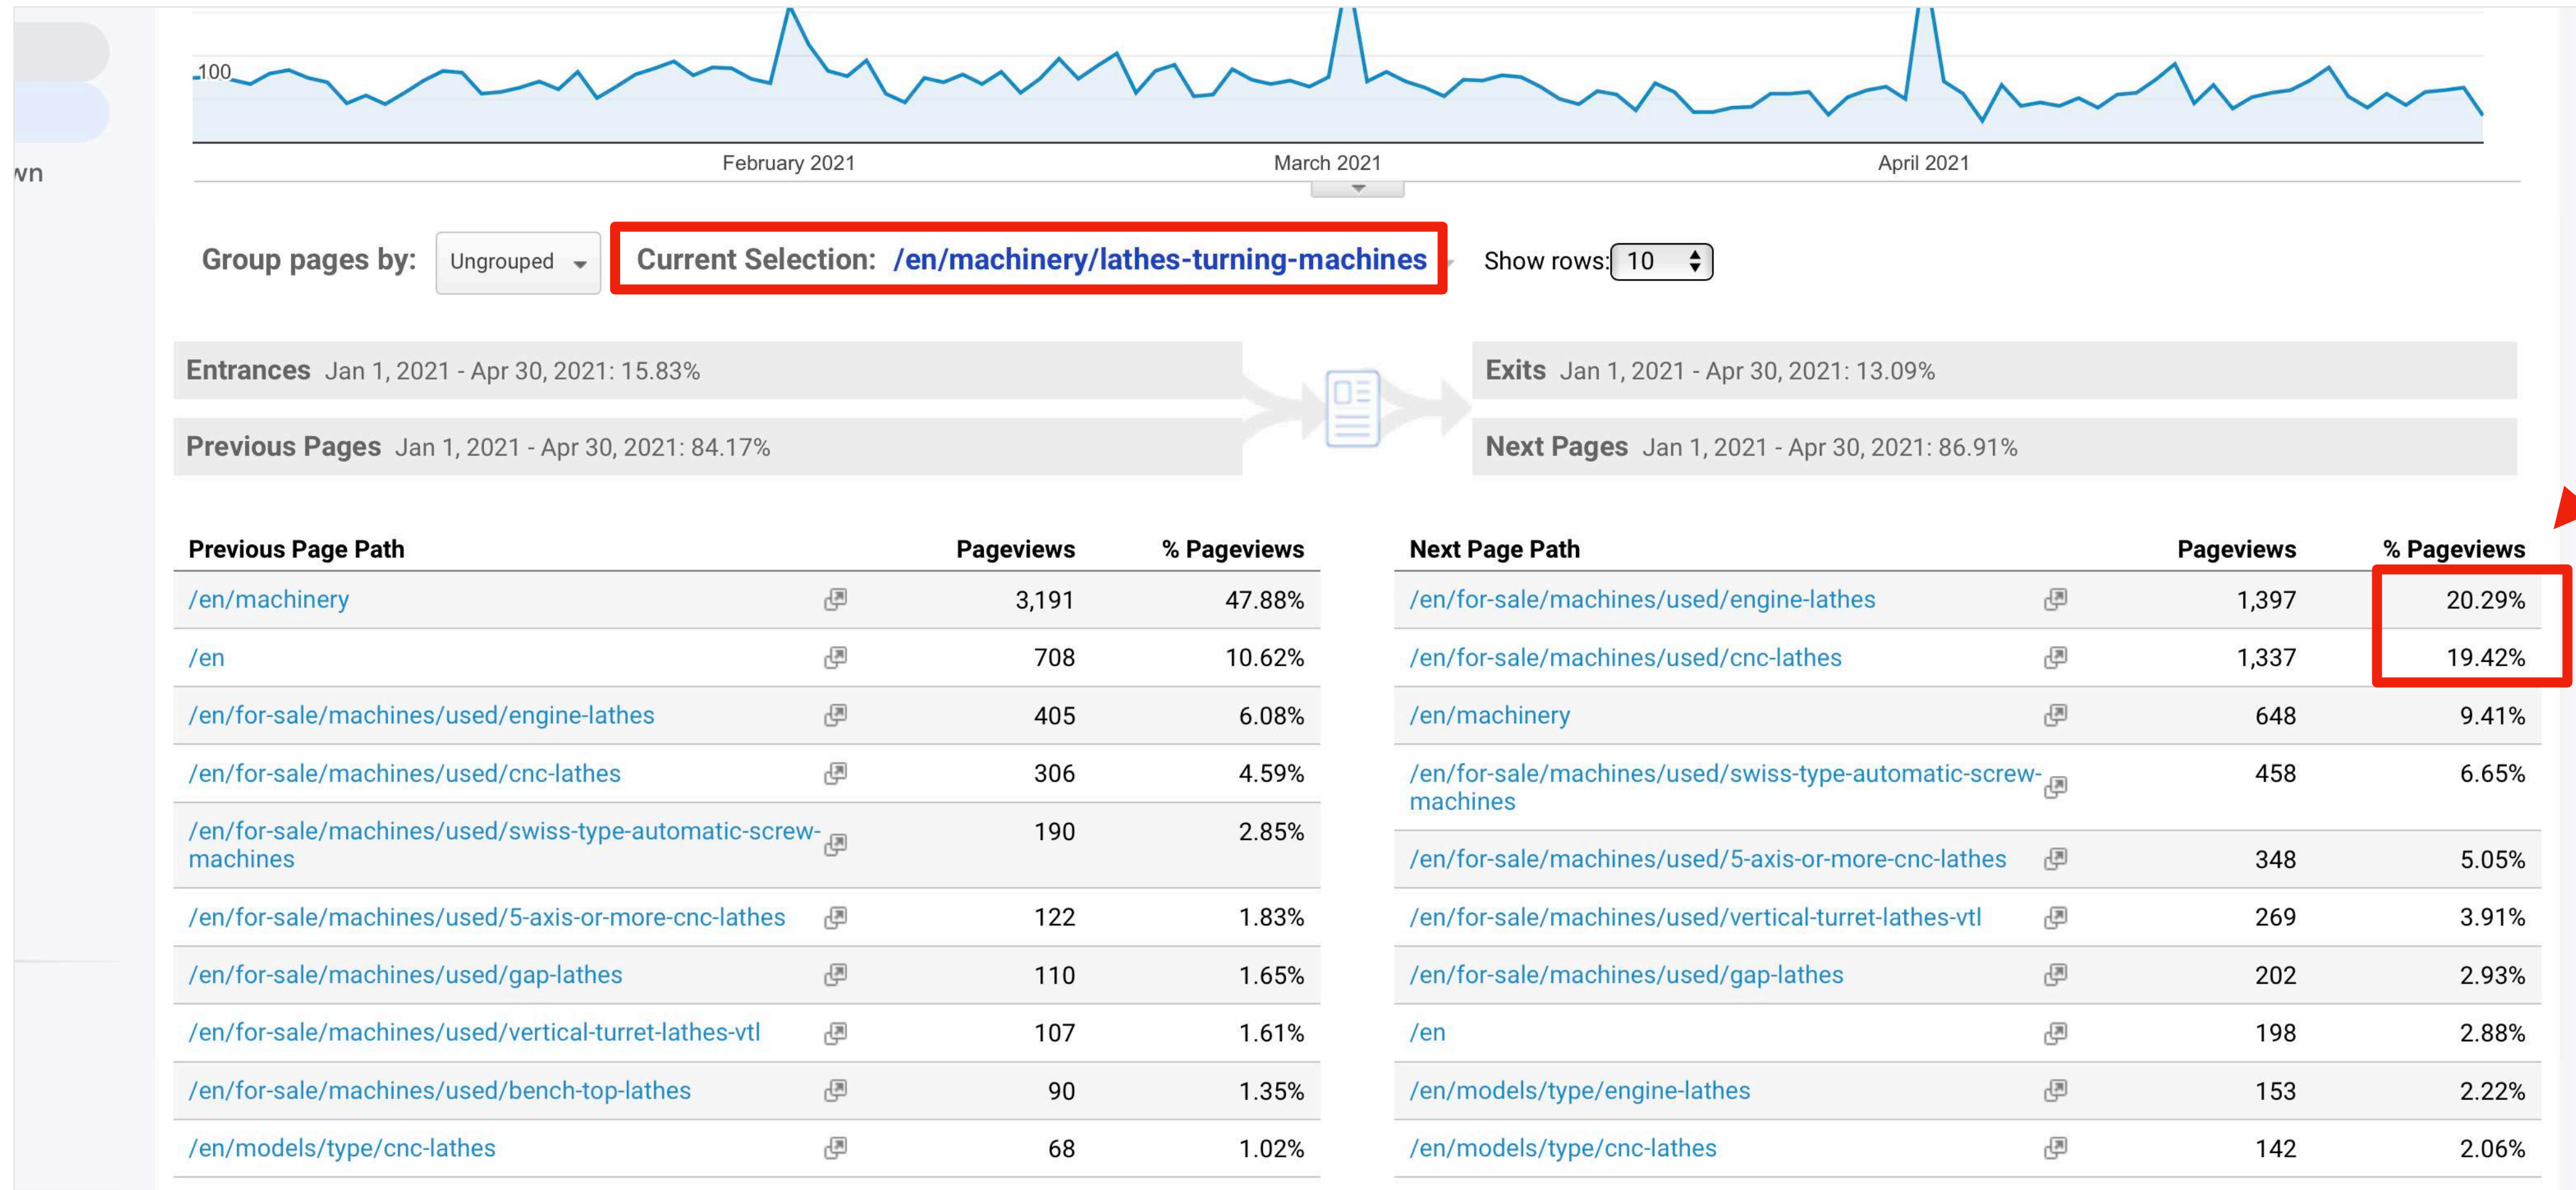 100
February 2021 March 2021 April 2021
wn
Group pages by: Ungrouped Current Selection: /en/machinery/lathes-turning-machines Show rows: 10
Entrances Jan 1, 2021 - Apr 30, 2021: 15.83%
Exits Jan 1, 2021 - Apr 30, 2021: 13.09%
Previous Pages Jan 1, 2021 - Apr 30, 2021: 84.17%
Next Pages Jan 1, 2021 - Apr 30, 2021: 86.91%
Previous Page Path Pageviews % Pageviews
/en/machinery 3,191 47.88%
/en 708 10.62%
/en/for-sale/machines/used/engine-lathes 405 6.08%
/en/for-sale/machines/used/cnc-lathes 306 4.59%
/en/for-sale/machines/used/swiss-type-automatic-screw- 190 2.85%
machines
/en/for-sale/machines/used/5-axis-or-more-cnc-lathes 122 1.83%
/en/for-sale/machines/used/gap-lathes 110 1.65%
/en/for-sale/machines/used/vertical-turret-lathes-vtl 107 1.61%
/en/for-sale/machines/used/bench-top-lathes 90 1.35%
/en/models/type/cnc-lathes 68 1.02%
Next Page Path Pageviews % Pageviews
/en/for-sale/machines/used/engine-lathes 1,397 20.29%
/en/for-sale/machines/used/cnc-lathes 1,337 19.42%
/en/machinery 648 9.41%
/en/for-sale/machines/used/swiss-type-automatic-screw- 458 6.65%
machines
/en/for-sale/machines/used/5-axis-or-more-cnc-lathes 348 5.05%
/en/for-sale/machines/used/vertical-turret-lathes-vtl 269 3.91%
/en/for-sale/machines/used/gap-lathes 202 2.93%
/en 198 2.88%
/en/models/type/engine-lathes 153 2.22%
/en/models/type/cnc-lathes 142 2.06%